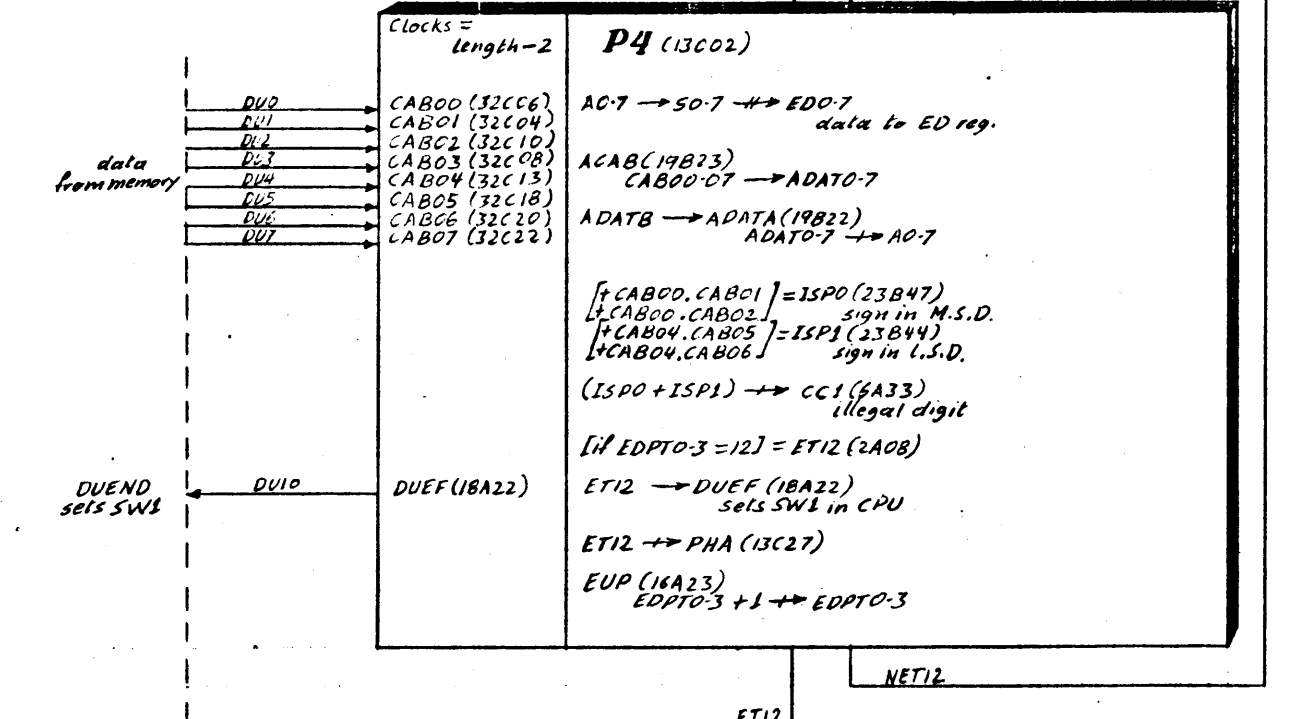 Clocks =
length-2
P4 (13C02)
DU0 CAB00 (32CC6) A0-7 → S0-7 ↛ ED0-7
DU1 CAB01 (32C04) data to ED reg.
DU2 CAB02 (32C10)
data DU3 CAB03 (32C08) ACAB(19B23)
from memory DU4 CAB04 (32C13) CAB00-07 → ADAT0-7
DU5 CAB05 (32C18)
DU6 CAB06 (32C20) ADATB → ADATA (19B22)
DU7 CAB07 (32C22) ADAT0-7 ↛ A0-7
[+CAB00.CAB01] = ISP0 (23B47)
[+CAB00.CAB02] sign in M.S.D.
[+CAB04.CAB05] = ISP1 (23B44)
[+CAB04.CAB06] sign in L.S.D.
(ISP0 + ISP1) ↛ CC1 (5A33)
illegal digit
[if EDPT0-3 = 12] = ET12 (2A08)
DUEND DU10 DUEF (18A22) ET12 → DUEF (18A22)
sets SW1 sets SW1 in CPU
ET12 ↛ PHA (13C27)
EUP (16A23)
EDPT0-3 + 1 ↛ EDPT0-3
NET12
ET12